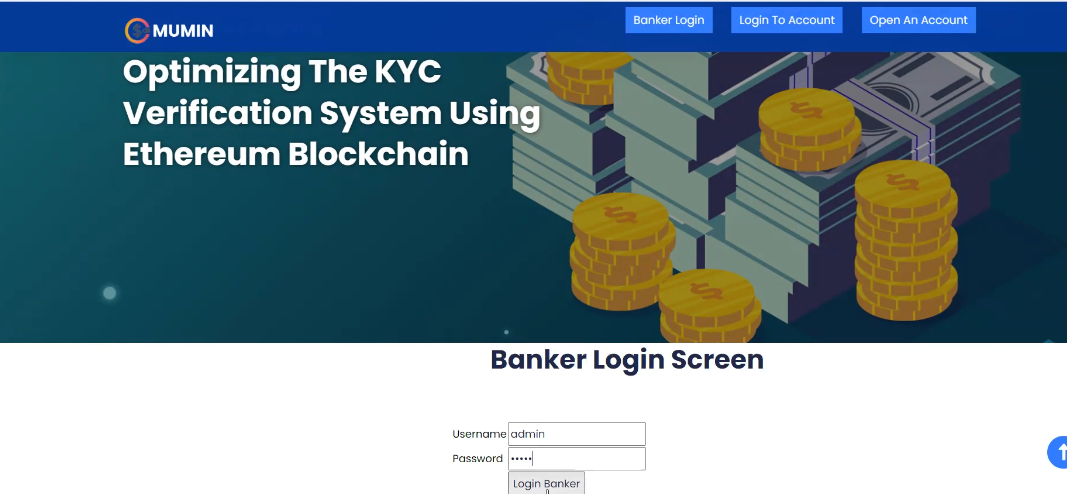 MUMIN
Banker Login
Login To Account
Open An Account
Optimizing The KYC
Verification System Using
Ethereum Blockchain
Banker Login Screen
Username admin
Password •••••
Login Banker